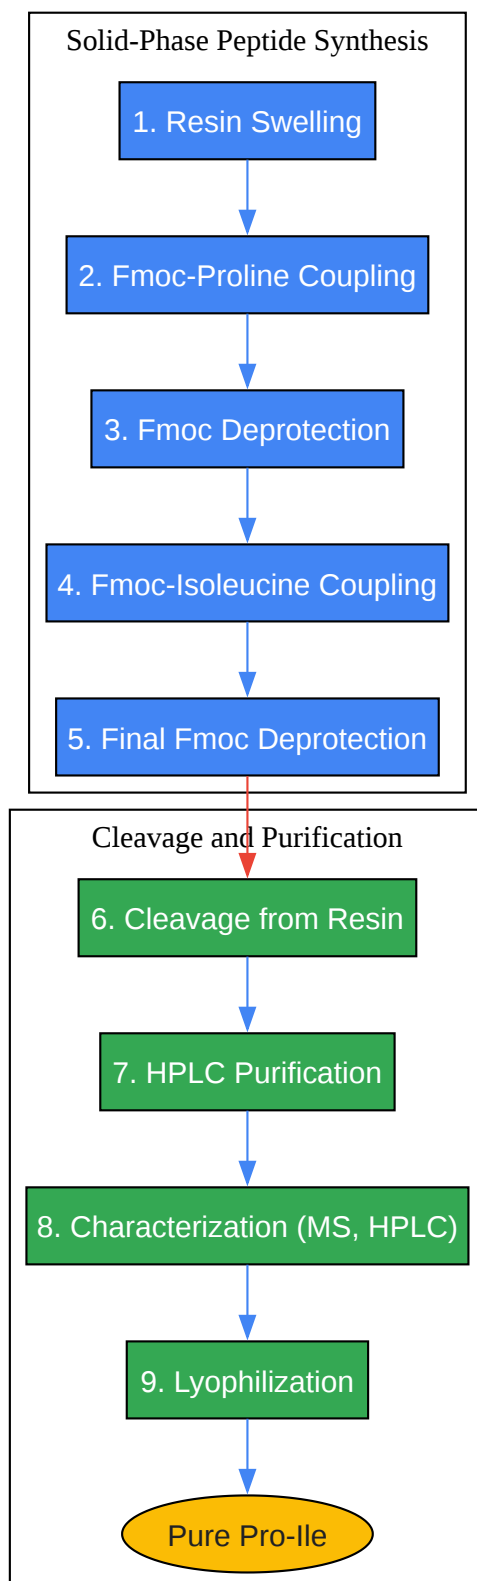 Solid-Phase Peptide Synthesis
1. Resin Swelling
2. Fmoc-Proline Coupling
3. Fmoc Deprotection
4. Fmoc-Isoleucine Coupling
5. Final Fmoc Deprotection
Cleavage and Purification
6. Cleavage from Resin
7. HPLC Purification
8. Characterization (MS, HPLC)
9. Lyophilization
Pure Pro-Ile